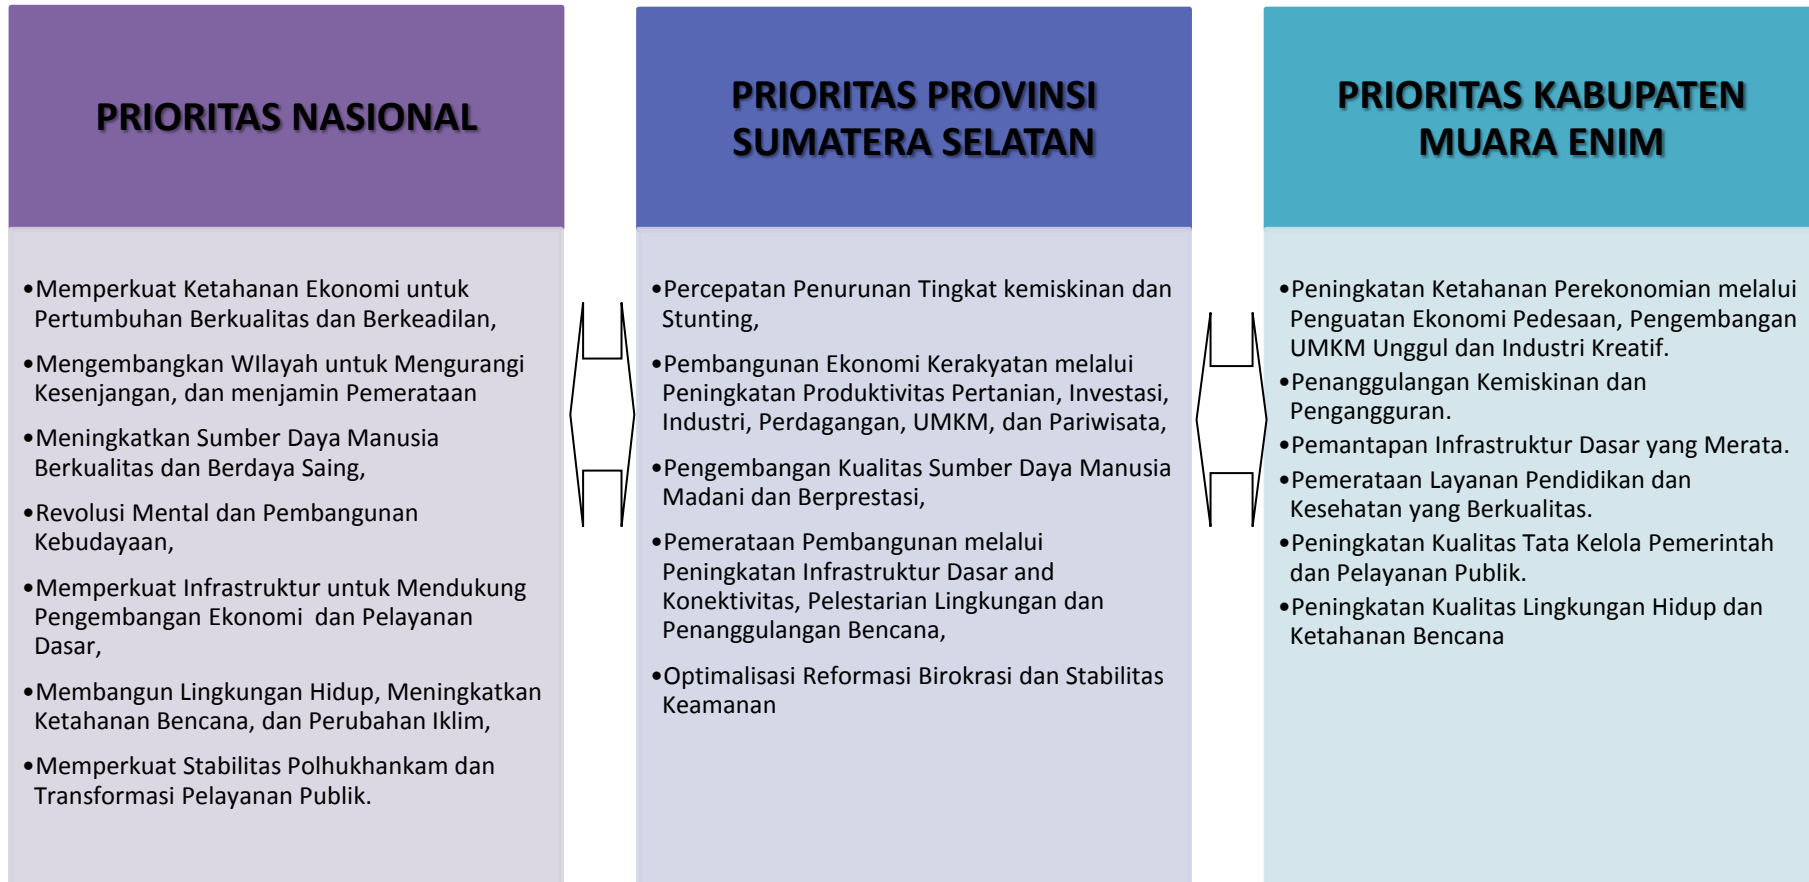 PRIORITAS NASIONAL
•Memperkuat Ketahanan Ekonomi untuk
Pertumbuhan Berkualitas dan Berkeadilan,
•Mengembangkan WIlayah untuk Mengurangi
Kesenjangan, dan menjamin Pemerataan
•Meningkatkan Sumber Daya Manusia
Berkualitas dan Berdaya Saing,
•Revolusi Mental dan Pembangunan
Kebudayaan,
•Memperkuat Infrastruktur untuk Mendukung
Pengembangan Ekonomi  dan Pelayanan
Dasar,
•Membangun Lingkungan Hidup, Meningkatkan
Ketahanan Bencana, dan Perubahan Iklim,
•Memperkuat Stabilitas Polhukhankam dan
Transformasi Pelayanan Publik.
PRIORITAS PROVINSI
SUMATERA SELATAN
•Percepatan Penurunan Tingkat kemiskinan dan
Stunting,
•Pembangunan Ekonomi Kerakyatan melalui
Peningkatan Produktivitas Pertanian, Investasi,
Industri, Perdagangan, UMKM, dan Pariwisata,
•Pengembangan Kualitas Sumber Daya Manusia
Madani dan Berprestasi,
•Pemerataan Pembangunan melalui
Peningkatan Infrastruktur Dasar and
Konektivitas, Pelestarian Lingkungan dan
Penanggulangan Bencana,
•Optimalisasi Reformasi Birokrasi dan Stabilitas
Keamanan
PRIORITAS KABUPATEN
MUARA ENIM
•Peningkatan Ketahanan Perekonomian melalui
Penguatan Ekonomi Pedesaan, Pengembangan
UMKM Unggul dan Industri Kreatif.
•Penanggulangan Kemiskinan dan
Pengangguran.
•Pemantapan Infrastruktur Dasar yang Merata.
•Pemerataan Layanan Pendidikan dan
Kesehatan yang Berkualitas.
•Peningkatan Kualitas Tata Kelola Pemerintah
dan Pelayanan Publik.
•Peningkatan Kualitas Lingkungan Hidup dan
Ketahanan Bencana